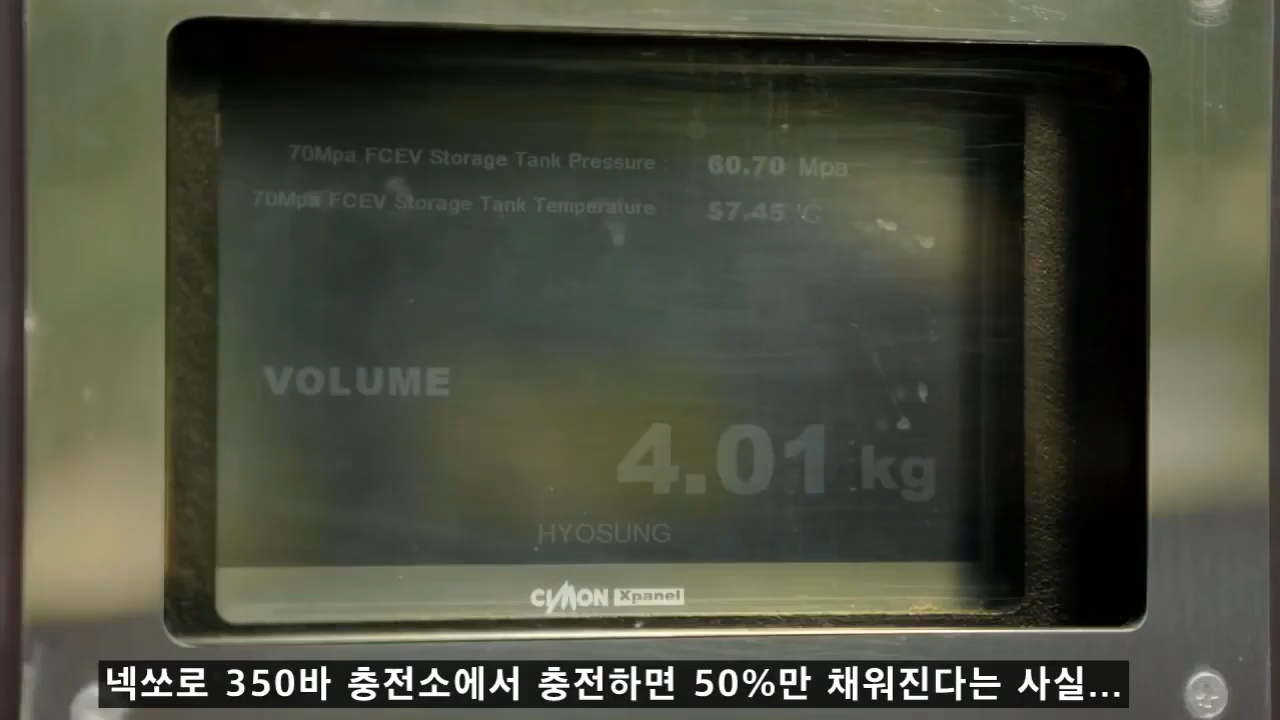 70Mpa FCEV Storage Tank Pressure : 60.70 Mpa
70Mpa FCEV Storage Tank Temperature : 57.45 °C
VOLUME
4.01 kg
HYOSUNG
CIMON Xpanel
넥쏘로 350바 충전소에서 충전하면 50%만 채워진다는 사실...